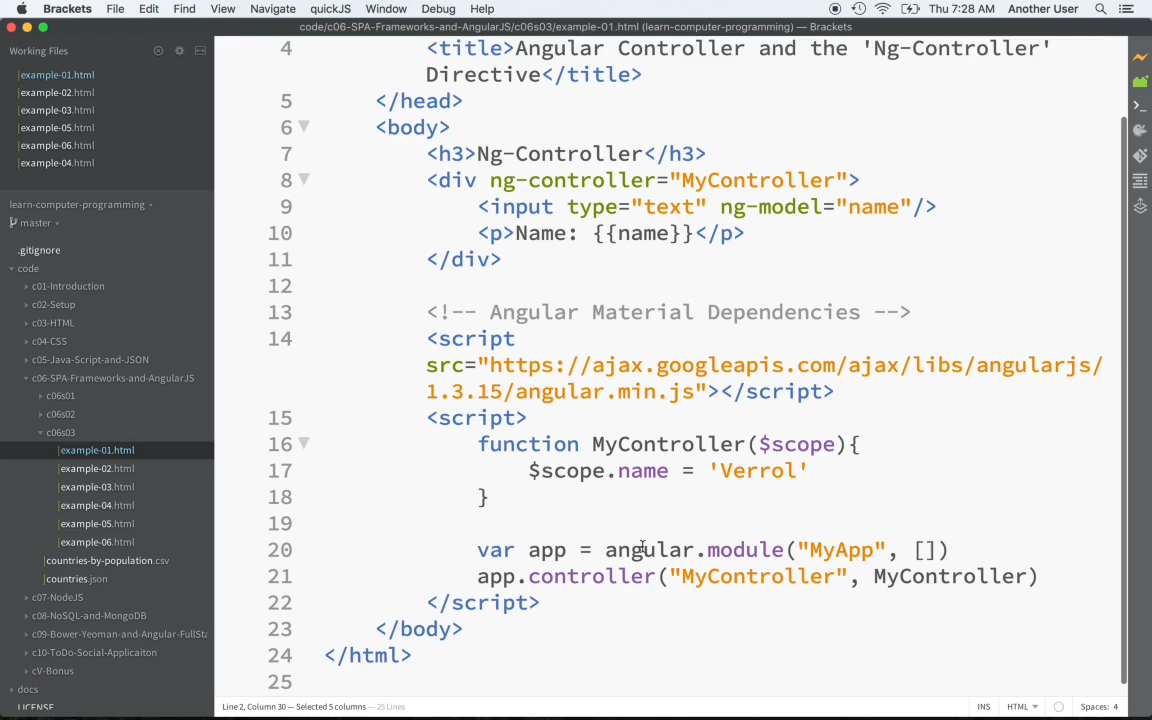 Brackets File Edit Find View Navigate quickJS Window Debug Help Thu 7:28 AM Another User
code/c06-SPA-Frameworks-and-AngularJS/c06s03/example-01.html (learn-computer-programming) — Brackets
Working Files
example-01.html
example-02.html
example-03.html
example-05.html
example-06.html
example-04.html
learn-computer-programming
master
.gitignore
code
c01-Introduction
c02-Setup
c03-HTML
c04-CSS
c05-Java-Script-and-JSON
c06-SPA-Frameworks-and-AngularJS
c06s01
c06s02
c06s03
example-01.html
example-02.html
example-03.html
example-04.html
example-05.html
example-06.html
countries-by-population.csv
countries.json
c07-NodeJS
c08-NoSQL-and-MongoDB
c09-Bower-Yeoman-and-Angular-FullSta
c10-ToDo-Social-Applicaiton
cV-Bonus
docs
LICENSE
4 <title>Angular Controller and the 'Ng-Controller'
Directive</title>
5 </head>
6 <body>
7 <h3>Ng-Controller</h3>
8 <div ng-controller="MyController">
9 <input type="text" ng-model="name"/>
10 <p>Name: {{name}}</p>
11 </div>
12
13 <!-- Angular Material Dependencies -->
14 <script
src="https://ajax.googleapis.com/ajax/libs/angularjs/
1.3.15/angular.min.js"></script>
15 <script>
16 function MyController($scope){
17 $scope.name = 'Verrol'
18 }
19
20 var app = angular.module("MyApp", [])
21 app.controller("MyController", MyController)
22 </script>
23 </body>
24 </html>
25
Line 2, Column 30 — Selected 5 columns — 25 Lines INS HTML Spaces: 4